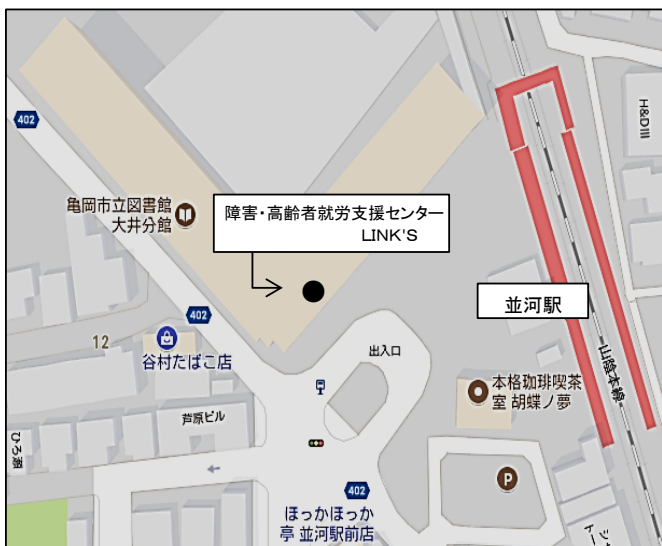 402
H&DIII
亀岡市立図書館
大井分館
障害・高齢者就労支援センター
LINK'S
402
並河駅
12
谷村たばこ店
出入口
山陰本線
本格珈琲喫茶
室 胡蝶ノ夢
芦原ビル
ひろ瀬
P
402
ほっかほっか
亭 並河駅前店